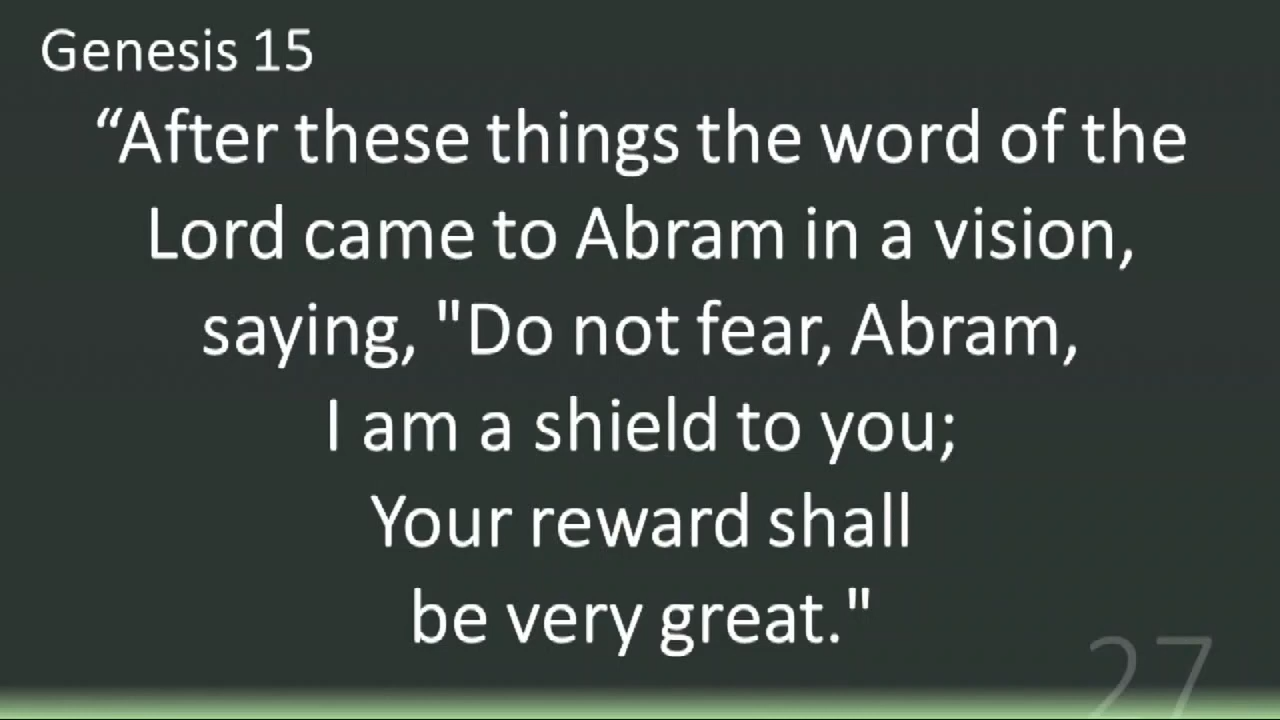 Genesis 15
“After these things the word of the
Lord came to Abram in a vision,
saying, "Do not fear, Abram,
I am a shield to you;
Your reward shall
be very great."
27